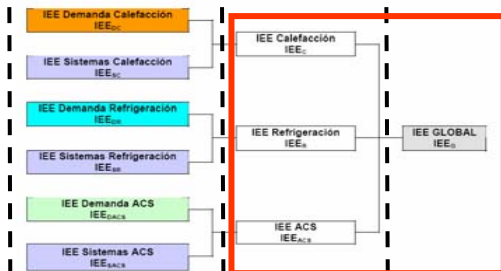 IEE Demanda Calefacción
IEE_DC
IEE Sistemas Calefacción
IEE_SC
IEE Calefacción
IEE_C
IEE Demanda Refrigeración
IEE_DR
IEE Sistemas Refrigeración
IEE_SR
IEE Refrigeración
IEE_R
IEE GLOBAL
IEE_G
IEE Demanda ACS
IEE_DACS
IEE Sistemas ACS
IEE_SACS
IEE ACS
IEE_ACS